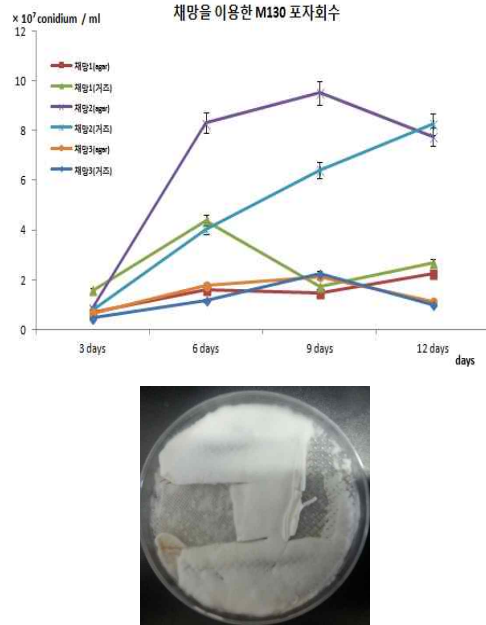 채망을 이용한 M130 포자회수
× 10⁷ conidium / ml
12
10
8
6
4
2
0
채망1(agar)
채망1(거즈)
채망2(agar)
채망2(거즈)
채망3(agar)
채망3(거즈)
3 days
6 days
9 days
12 days
days